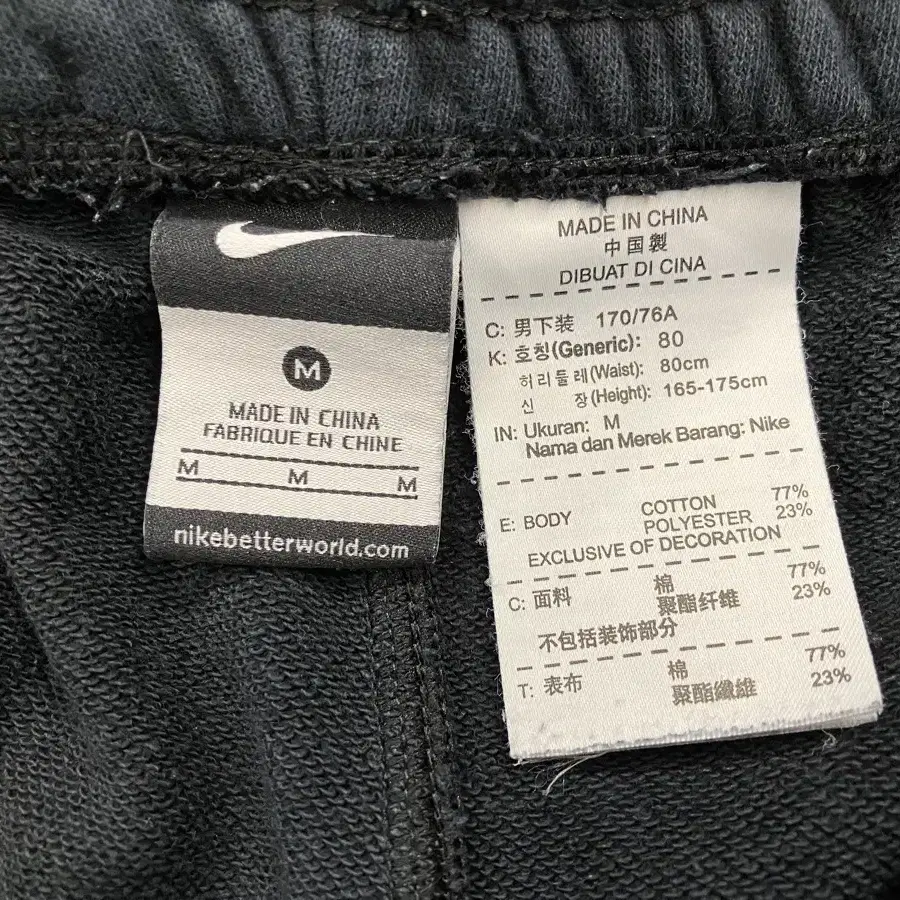 M
MADE IN CHINA
FABRIQUE EN CHINE
M M M
nikebetterworld.com
MADE IN CHINA
中国製
DIBUAT DI CINA
C: 男下装 170/76A
K: 호칭(Generic): 80
허리둘레(Waist): 80cm
신 장(Height): 165-175cm
IN: Ukuran: M
Nama dan Merek Barang: Nike
E: BODY COTTON 77%
POLYESTER 23%
EXCLUSIVE OF DECORATION
C: 面料 棉 77%
聚酯纤维 23%
不包括装饰部分
T: 表布 棉 77%
聚酯纖維 23%